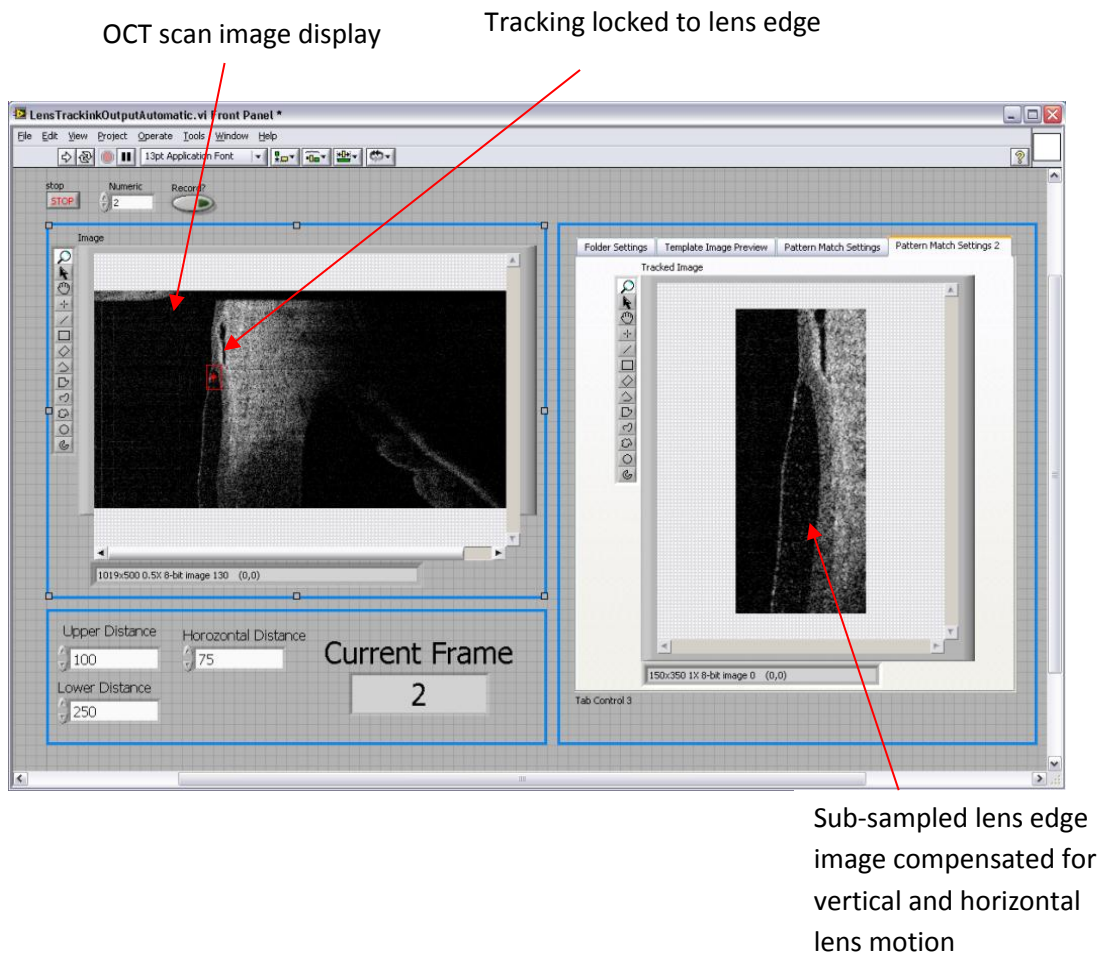 OCT scan image display
Tracking locked to lens edge
LensTrackinkOutputAutomatic.vi Front Panel *
File Edit View Project Operate Tools Window Help
13pt Application Font
stop
Numeric
Record?
STOP
2
Image
1019x500 0.5X 8-bit image 130 (0,0)
Folder Settings
Template Image Preview
Pattern Match Settings
Pattern Match Settings 2
Tracked Image
150x350 1X 8-bit image 0 (0,0)
Tab Control 3
Upper Distance
Horozontal Distance
100
75
Lower Distance
250
Current Frame
2
Sub-sampled lens edge
image compensated for
vertical and horizontal
lens motion